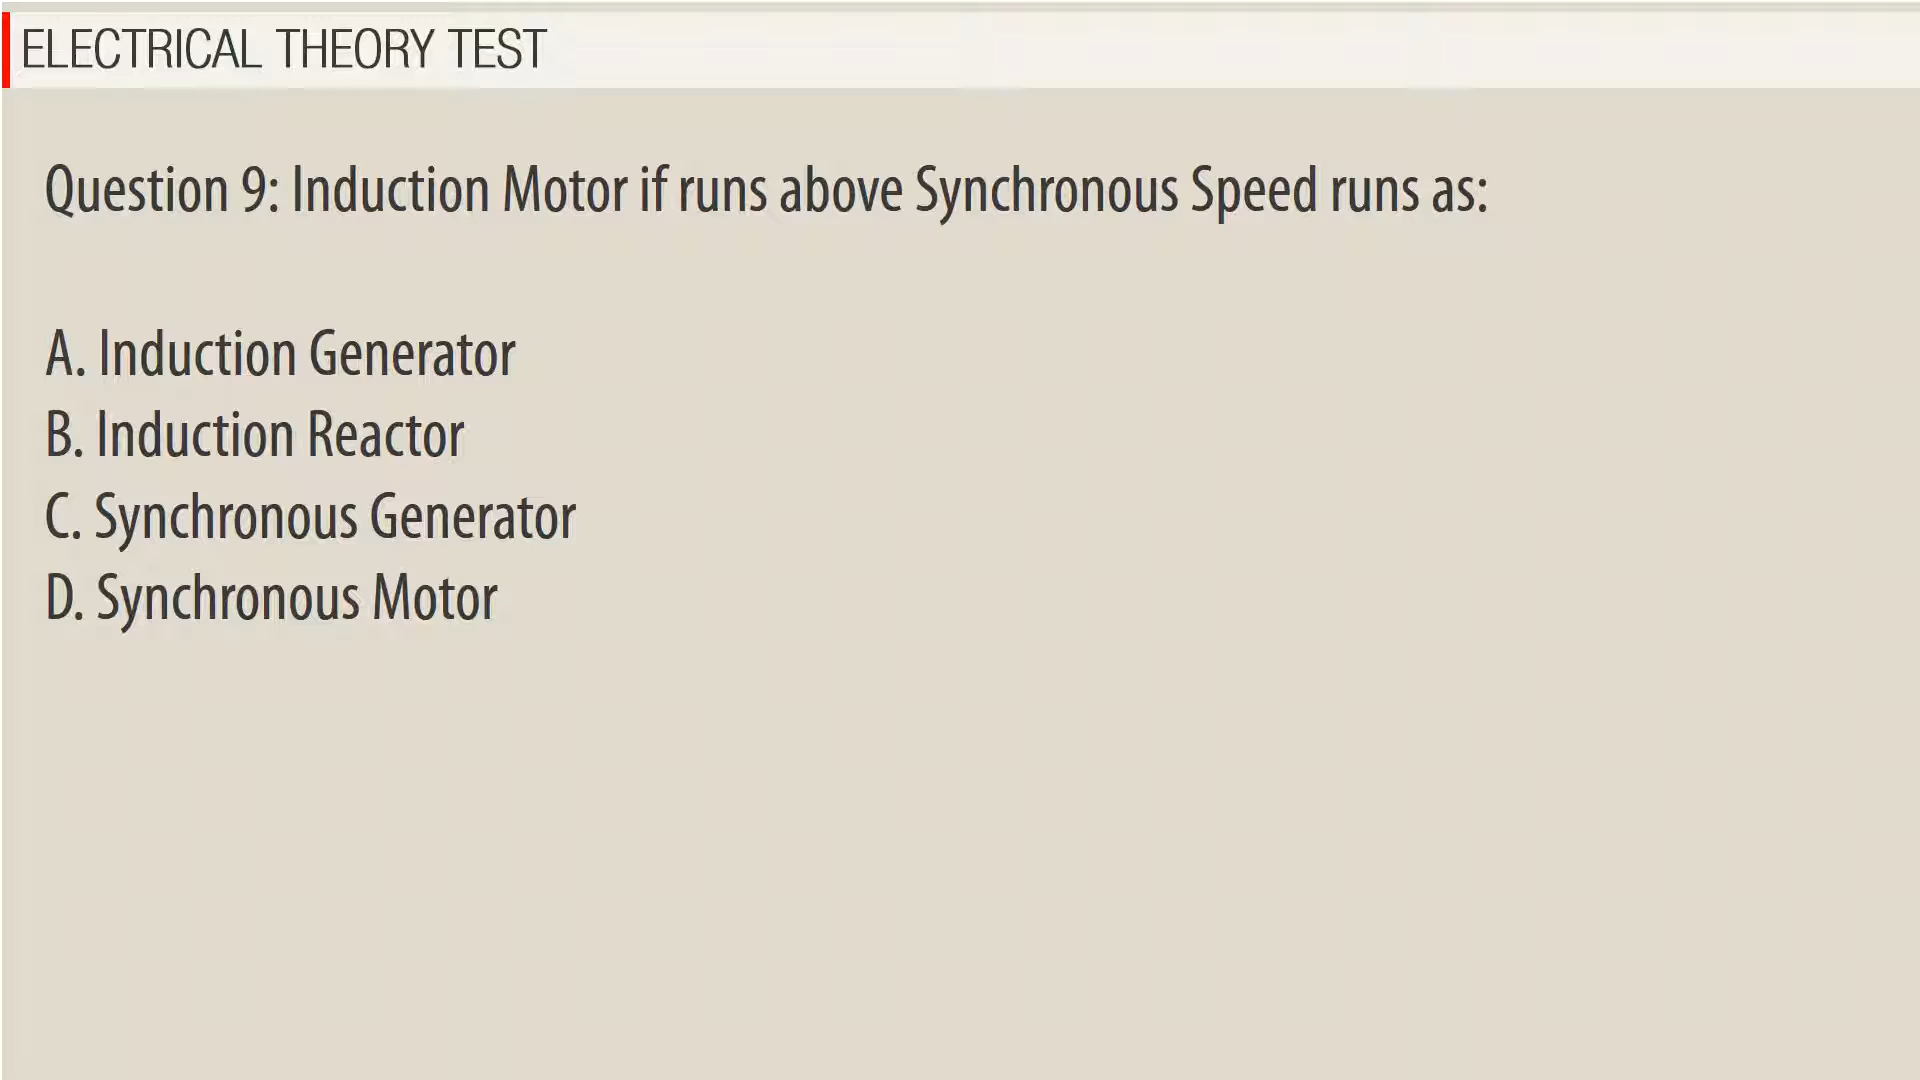 ELECTRICAL THEORY TEST
Question 9: Induction Motor if runs above Synchronous Speed runs as:
A. Induction Generator
B. Induction Reactor
C. Synchronous Generator
D. Synchronous Motor